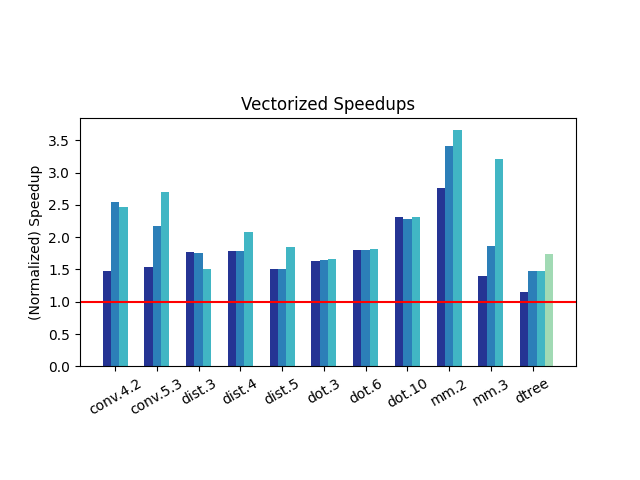 Vectorized Speedups
(Normalized) Speedup
3.5
3.0
2.5
2.0
1.5
1.0
0.5
0.0
conv.4.2 conv.5.3 dist.3 dist.4 dist.5 dot.3 dot.6 dot.10 mm.2 mm.3 dtree